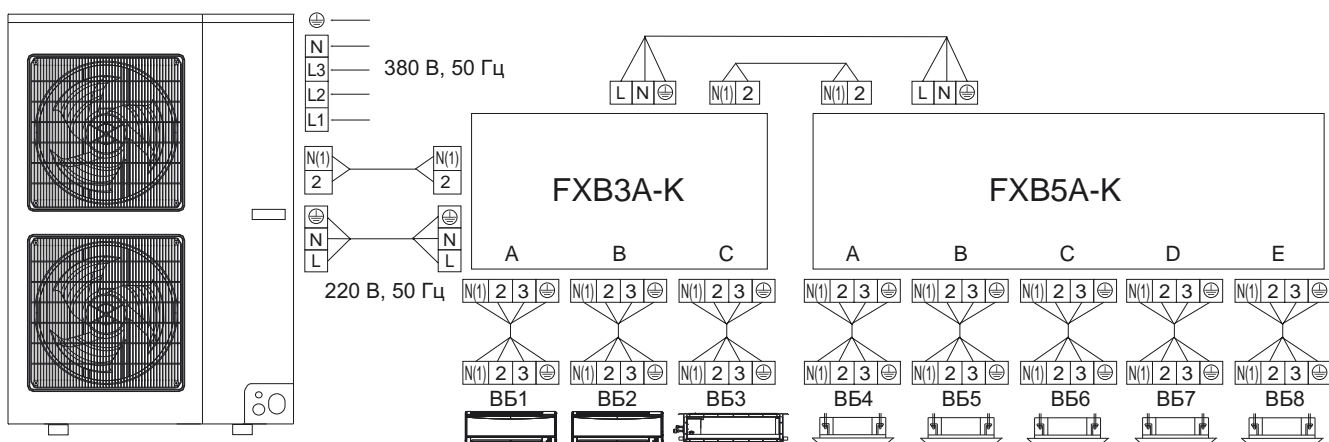 ⏚
N
L3
380 В, 50 Гц
L2
L1
L N ⏚ N(1) 2 N(1) 2 L N ⏚
N(1) N(1)
2 2
FXB3A-K FXB5A-K
⏚ ⏚
N N
L L
A B C A B C D E
220 В, 50 Гц
N(1) 2 3 ⏚ N(1) 2 3 ⏚ N(1) 2 3 ⏚ N(1) 2 3 ⏚ N(1) 2 3 ⏚ N(1) 2 3 ⏚ N(1) 2 3 ⏚ N(1) 2 3 ⏚
N(1) 2 3 ⏚ N(1) 2 3 ⏚ N(1) 2 3 ⏚ N(1) 2 3 ⏚ N(1) 2 3 ⏚ N(1) 2 3 ⏚ N(1) 2 3 ⏚ N(1) 2 3 ⏚
ВБ1 ВБ2 ВБ3 ВБ4 ВБ5 ВБ6 ВБ7 ВБ8